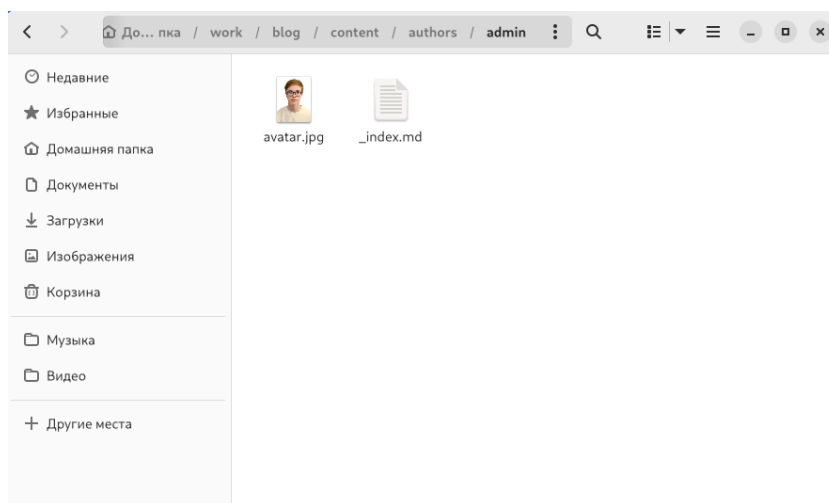 До... пка / work / blog / content / authors / admin
Недавние
Избранные
Домашняя папка
Документы
Загрузки
Изображения
Корзина
Музыка
Видео
Другие места
avatar.jpg
_index.md